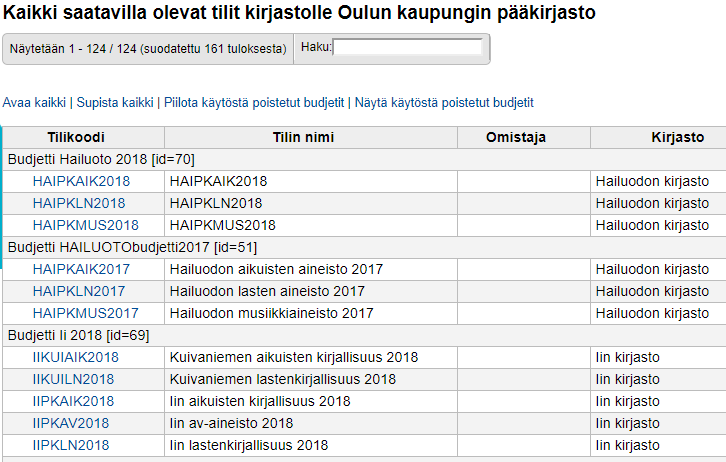 Kaikki saatavilla olevat tilit kirjastolle Oulun kaupungin pääkirjasto
Näytetään 1 - 124 / 124 (suodatettu 161 tuloksesta) Haku:
Avaa kaikki | Supista kaikki | Piilota käytöstä poistetut budjetit | Näytä käytöstä poistetut budjetit
Tilikoodi Tilin nimi Omistaja Kirjasto
Budjetti Hailuoto 2018 [id=70]
HAIPKAIK2018 HAIPKAIK2018 Hailuodon kirjasto
HAIPKLN2018 HAIPKLN2018 Hailuodon kirjasto
HAIPKMUS2018 HAIPKMUS2018 Hailuodon kirjasto
Budjetti HAILUOTObudjetti2017 [id=51]
HAIPKAIK2017 Hailuodon aikuisten aineisto 2017 Hailuodon kirjasto
HAIPKLN2017 Hailuodon lasten aineisto 2017 Hailuodon kirjasto
HAIPKMUS2017 Hailuodon musiikkiaineisto 2017 Hailuodon kirjasto
Budjetti Ii 2018 [id=69]
IIKUIAIK2018 Kuivaniemen aikuisten kirjallisuus 2018 Iin kirjasto
IIKUILN2018 Kuivaniemen lastenkirjallisuus 2018 Iin kirjasto
IIPKAIK2018 Iin aikuisten kirjallisuus 2018 Iin kirjasto
IIPKAV2018 Iin av-aineisto 2018 Iin kirjasto
IIPKLN2018 Iin lastenkirjallisuus 2018 Iin kirjasto